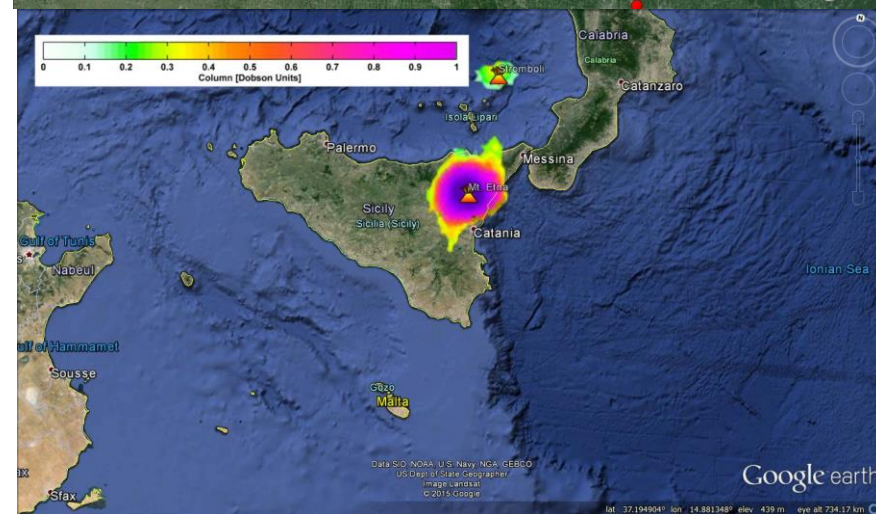 N
Calabria
Calabria
0 0.1 0.2 0.3 0.4 0.5 0.6 0.7 0.8 0.9 1
Column [Dobson Units]
Stromboli
Catanzaro
Isola Lipari
Palermo
Messina
Mt. Etna
Sicily
Sicilia (Sicily)
Catania
Gulf of Tunis
s
Nabeul
Ionian Sea
ulf of Hammamet
Sousse
Gozo
Malta
Data SIO, NOAA, U.S. Navy, NGA, GEBCO
US Dept of State Geographer
Image Landsat
© 2015 Google
Google earth
ax
Sfax
lat 37.194904° lon 14.881348° elev 439 m eye alt 734.17 km